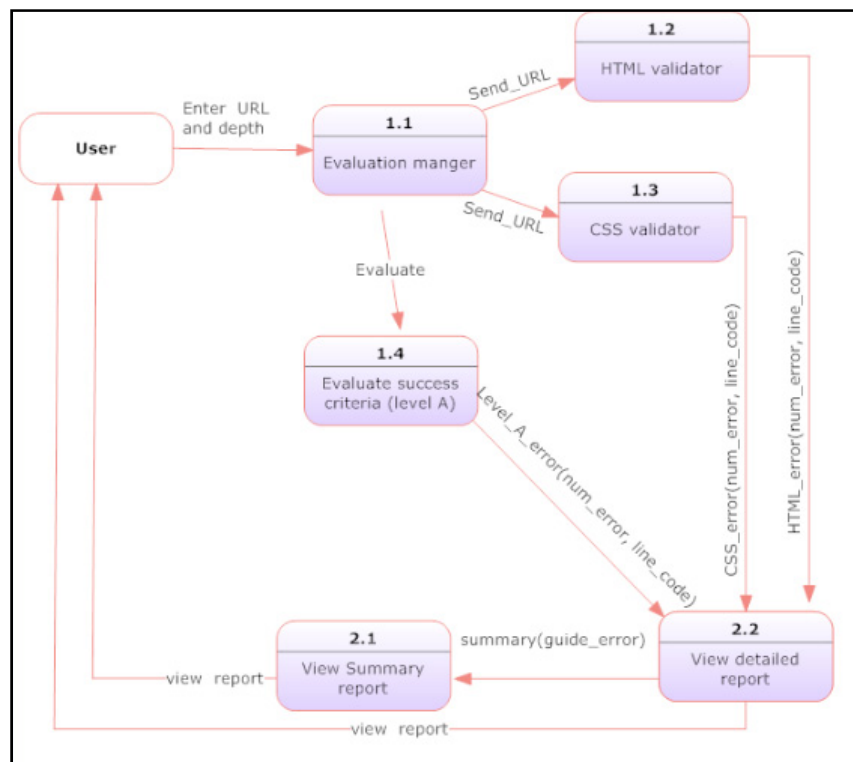 1.2
HTML validator
Send_URL
Enter URL
and depth
User
1.1
Evaluation manger
1.3
CSS validator
Send_URL
Evaluate
1.4
Evaluate success
criteria (level A)
Level_A_error(num_error, line_code)
CSS_error(num_error, line_code)
HTML_error(num_error, line_code)
2.1
View Summary
report
summary(guide_error)
2.2
View detailed
report
view report
view report